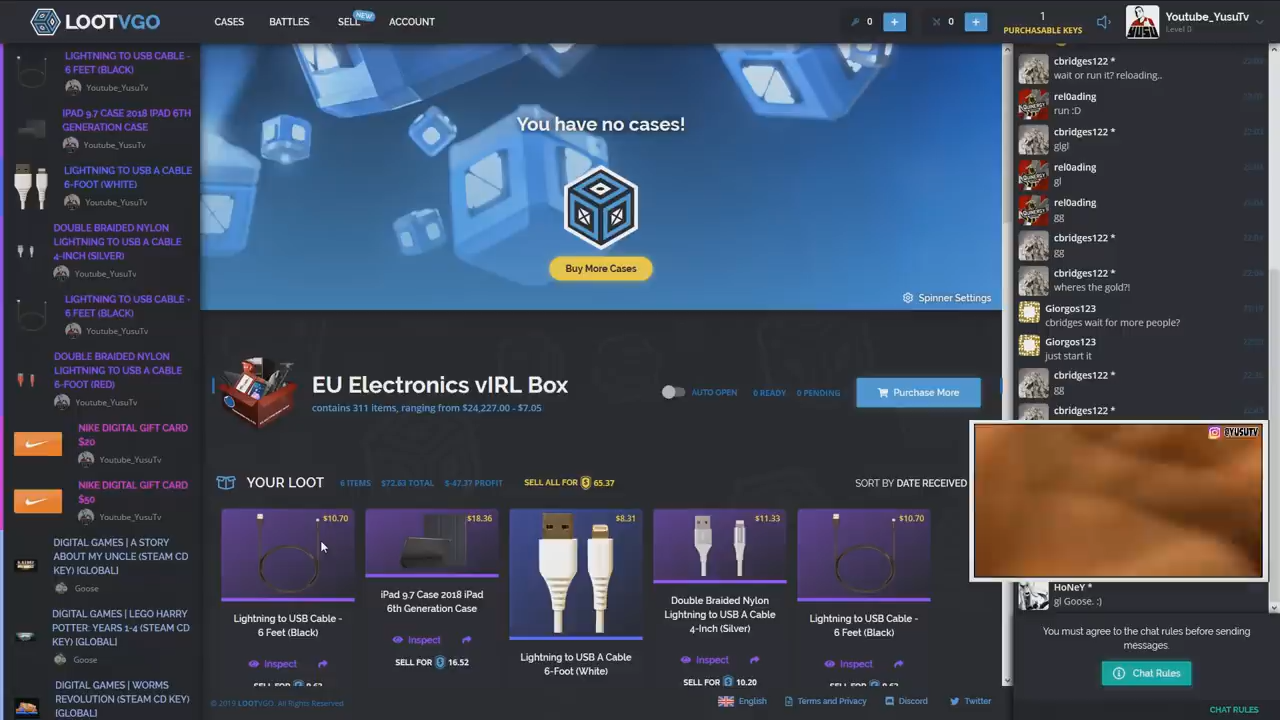 LOOTVGO
CASES
BATTLES
SELL
NEW
ACCOUNT
0
+
0
+
1
PURCHASABLE KEYS
Youtube_YusuTv
Level 0
LIGHTNING TO USB CABLE -
6 FEET (BLACK)
Youtube_YusuTv
IPAD 9.7 CASE 2018 IPAD 6TH
GENERATION CASE
Youtube_YusuTv
LIGHTNING TO USB A CABLE
6-FOOT (WHITE)
Youtube_YusuTv
DOUBLE BRAIDED NYLON
LIGHTNING TO USB A CABLE
4-INCH (SILVER)
Youtube_YusuTv
LIGHTNING TO USB CABLE -
6 FEET (BLACK)
Youtube_YusuTv
DOUBLE BRAIDED NYLON
LIGHTNING TO USB A CABLE
6-FOOT (RED)
Youtube_YusuTv
NIKE DIGITAL GIFT CARD
$20
Youtube_YusuTv
NIKE DIGITAL GIFT CARD
$50
Youtube_YusuTv
DIGITAL GAMES | A STORY
ABOUT MY UNCLE (STEAM CD
KEY) [GLOBAL]
Goose
DIGITAL GAMES | LEGO HARRY
POTTER: YEARS 1-4 (STEAM CD
KEY) [GLOBAL]
Goose
DIGITAL GAMES | WORMS
REVOLUTION (STEAM CD KEY)
[GLOBAL]
You have no cases!
Buy More Cases
Spinner Settings
EU Electronics vIRL Box
contains 311 items, ranging from $24,227.00 - $7.05
AUTO OPEN
0 READY
0 PENDING
Purchase More
YOUR LOOT
6 ITEMS
$72.63 TOTAL
$-47.37 PROFIT
SELL ALL FOR 65.37
SORT BY DATE RECEIVED
$10.70
Lightning to USB Cable -
6 Feet (Black)
Inspect
$18.36
iPad 9.7 Case 2018 iPad
6th Generation Case
Inspect
SELL FOR 16.52
$8.31
Lightning to USB A Cable
6-Foot (White)
$11.33
Double Braided Nylon
Lightning to USB A Cable
4-Inch (Silver)
Inspect
SELL FOR 10.20
$10.70
Lightning to USB Cable -
6 Feet (Black)
Inspect
© 2019 LOOTVGO. All Rights Reserved.
English
Terms and Privacy
Discord
Twitter
cbridges122 *
wait or run it? reloading..
rel0ading
run :D
cbridges122 *
glgl
rel0ading
gl
rel0ading
gg
cbridges122 *
gg
cbridges122 *
wheres the gold?!
Giorgos123
cbridges wait for more people?
Giorgos123
just start it
cbridges122 *
gg
cbridges122 *
@YUSUTV
HoNeY *
gl Goose. :)
You must agree to the chat rules before sending
messages.
Chat Rules
CHAT RULES